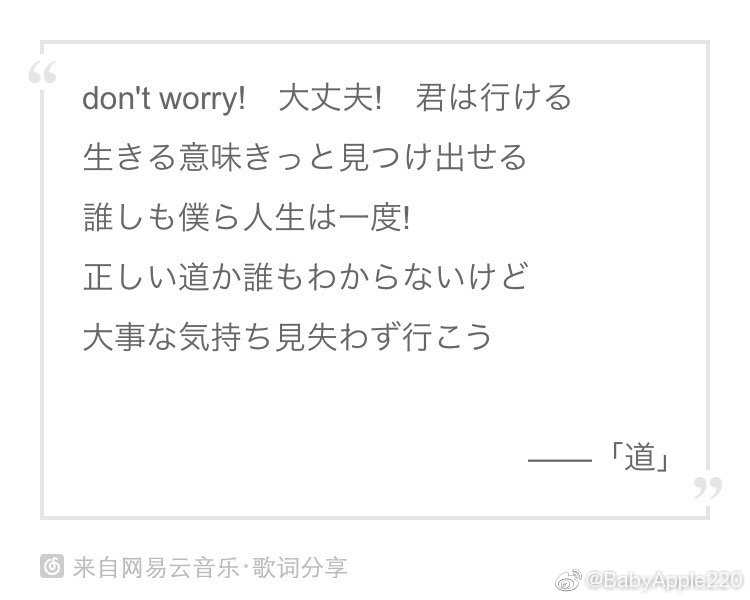 don't worry!　大丈夫!　君は行ける
生きる意味きっと見つけ出せる
誰しも僕ら人生は一度!
正しい道か誰もわからないけど
大事な気持ち見失わず行こう
——「道」
来自网易云音乐·歌词分享
@BabyApple220